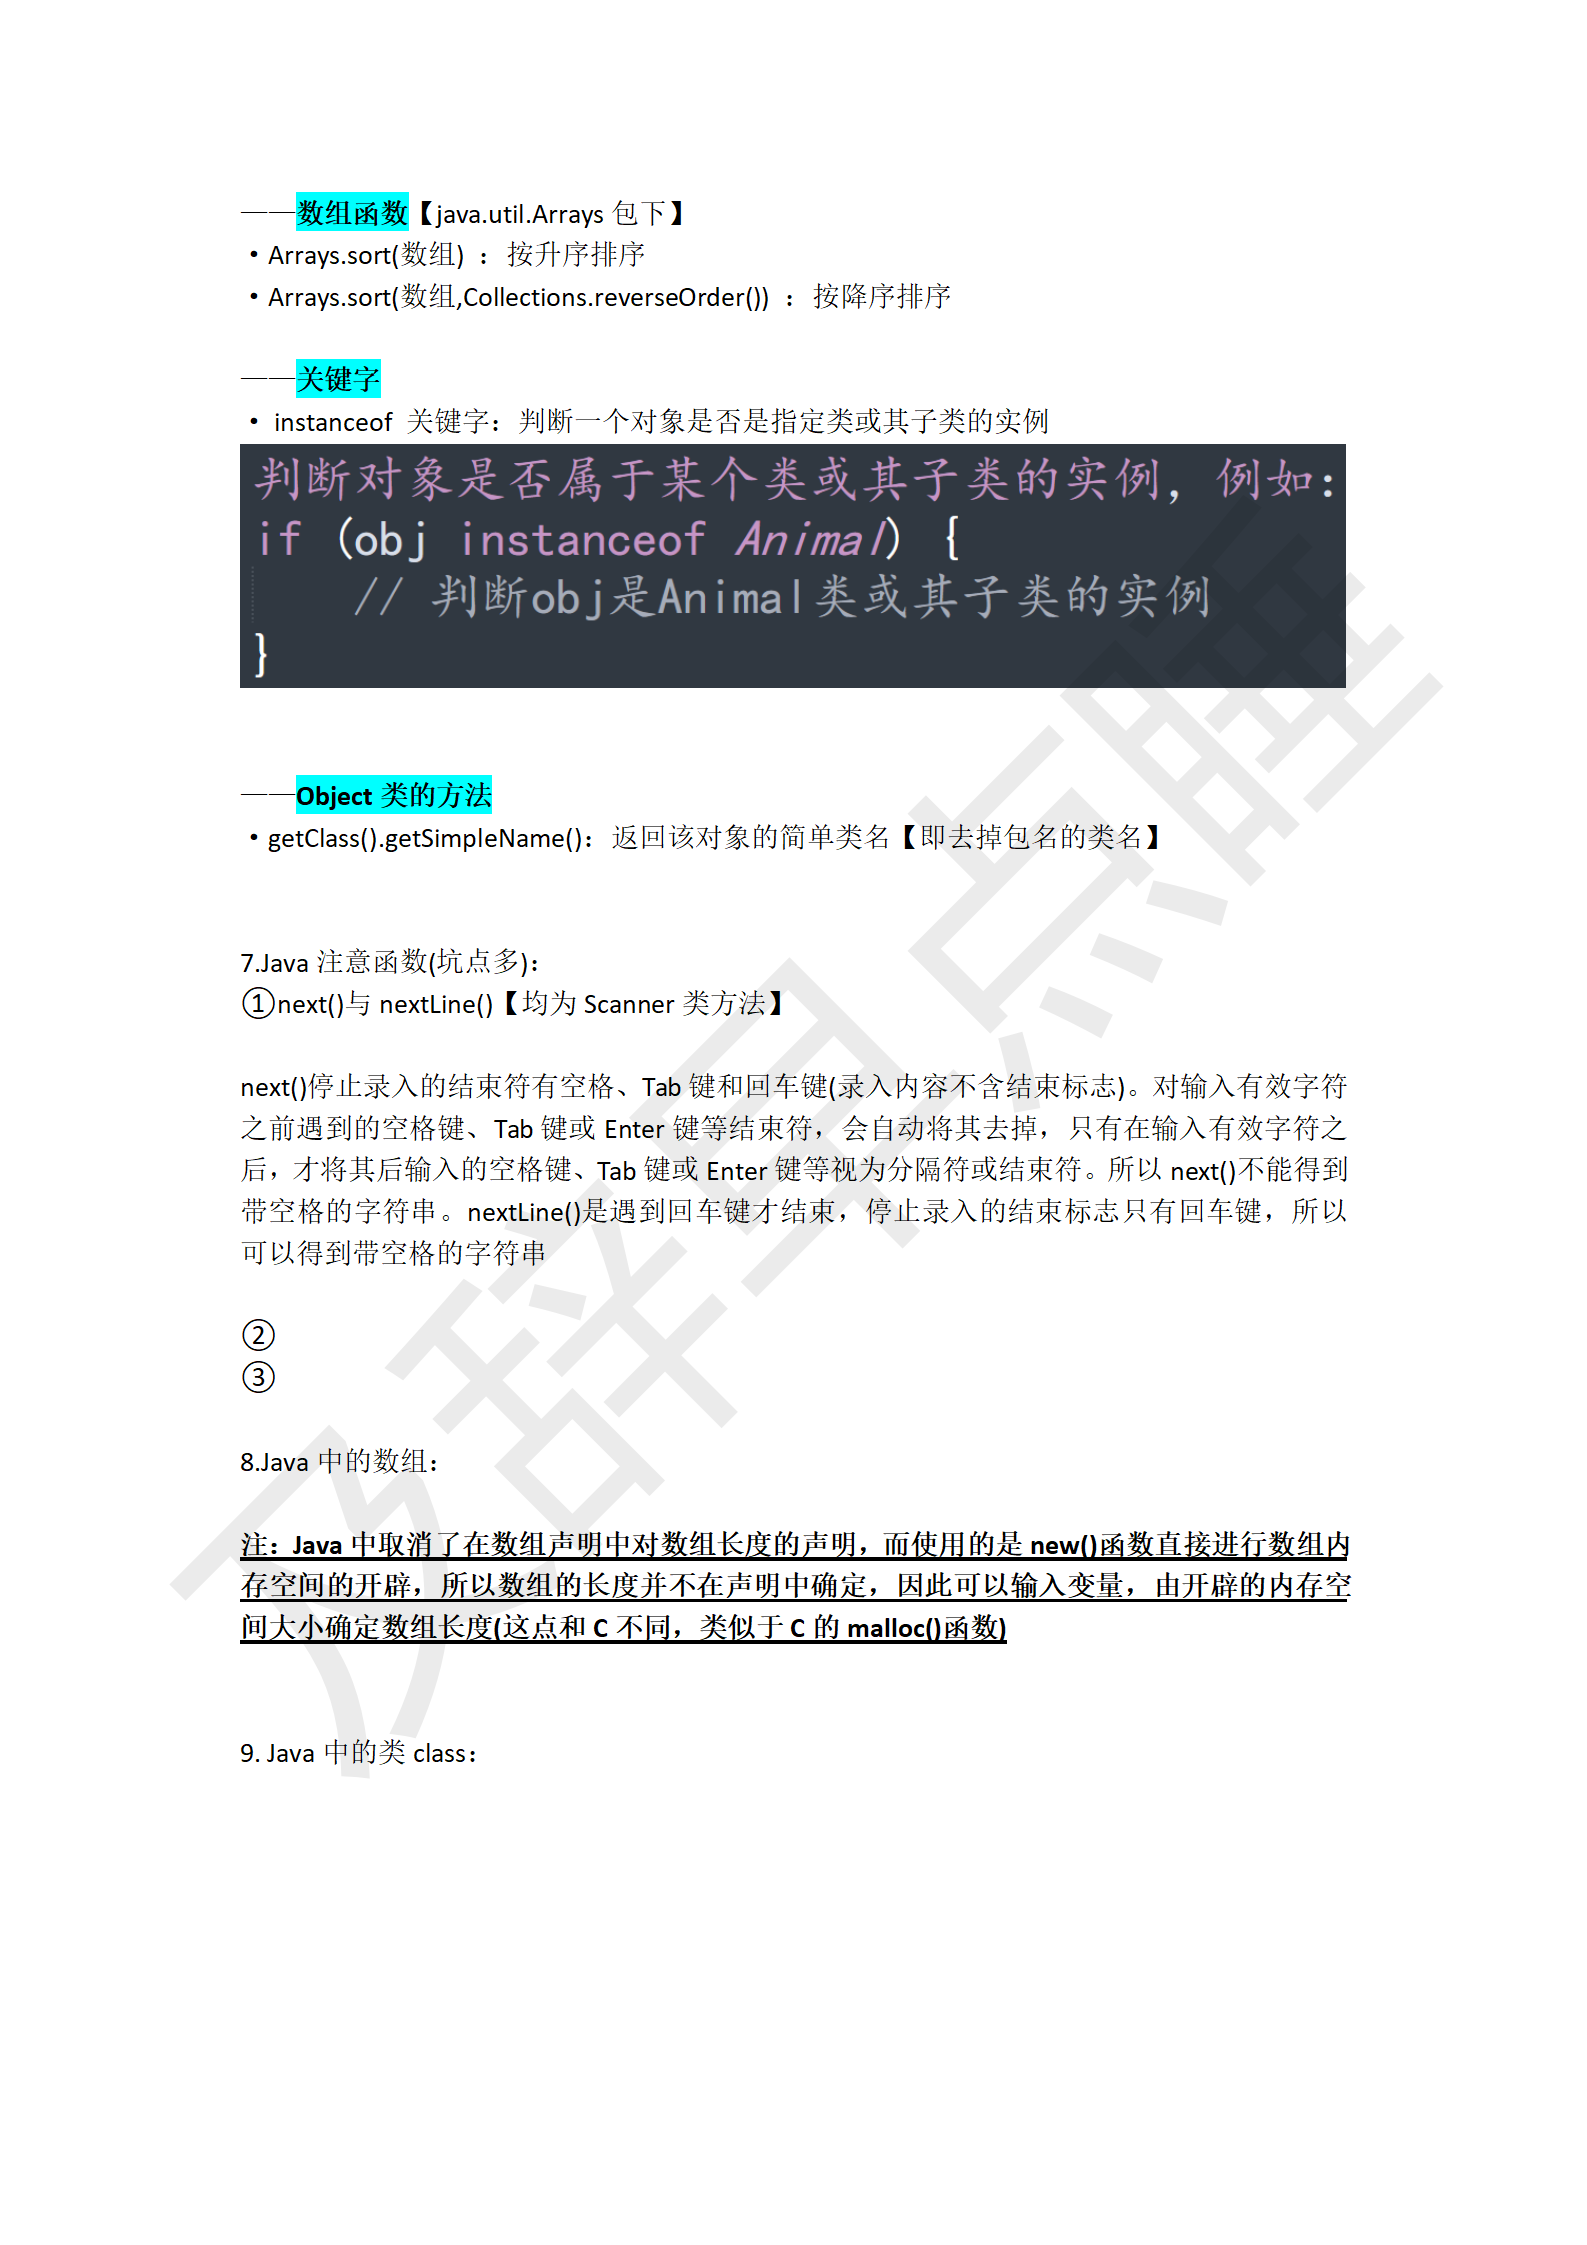 ——数组函数【java.util.Arrays 包下】
·Arrays.sort(数组) ：按升序排序
·Arrays.sort(数组,Collections.reverseOrder()) ：按降序排序
——关键字
· instanceof 关键字：判断一个对象是否是指定类或其子类的实例
判断对象是否属于某个类或其子类的实例，例如：
if (obj instanceof Animal) {
// 判断obj是Animal类或其子类的实例
}
——Object 类的方法
·getClass().getSimpleName()：返回该对象的简单类名【即去掉包名的类名】
7.Java 注意函数(坑点多)：
①next()与 nextLine()【均为 Scanner 类方法】
next()停止录入的结束符有空格、Tab 键和回车键(录入内容不含结束标志)。对输入有效字符
之前遇到的空格键、Tab 键或 Enter 键等结束符，会自动将其去掉，只有在输入有效字符之
后，才将其后输入的空格键、Tab 键或 Enter 键等视为分隔符或结束符。所以 next()不能得到
带空格的字符串。nextLine()是遇到回车键才结束，停止录入的结束标志只有回车键，所以
可以得到带空格的字符串
②
③
8.Java 中的数组：
注：Java 中取消了在数组声明中对数组长度的声明，而使用的是 new()函数直接进行数组内
存空间的开辟，所以数组的长度并不在声明中确定，因此可以输入变量，由开辟的内存空
间大小确定数组长度(这点和 C 不同，类似于 C 的 malloc()函数)
9. Java 中的类 class：
及辞早点睡